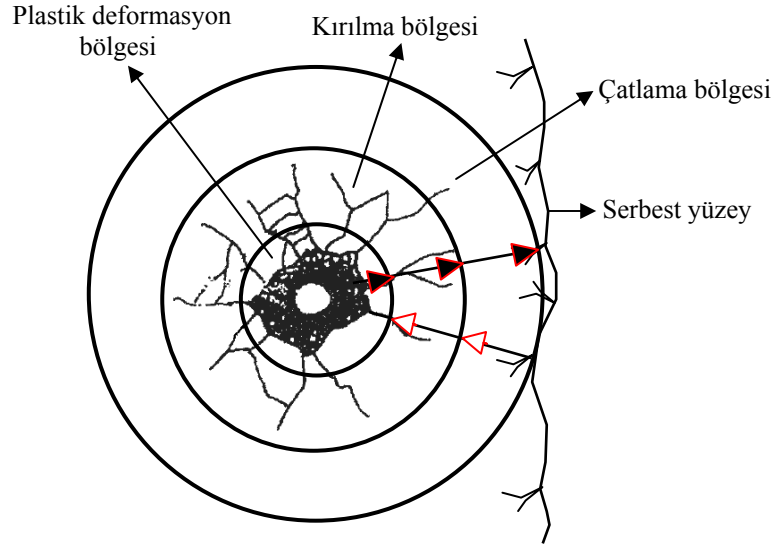 Plastik deformasyon
bölgesi
Kırılma bölgesi
Çatlama bölgesi
Serbest yüzey